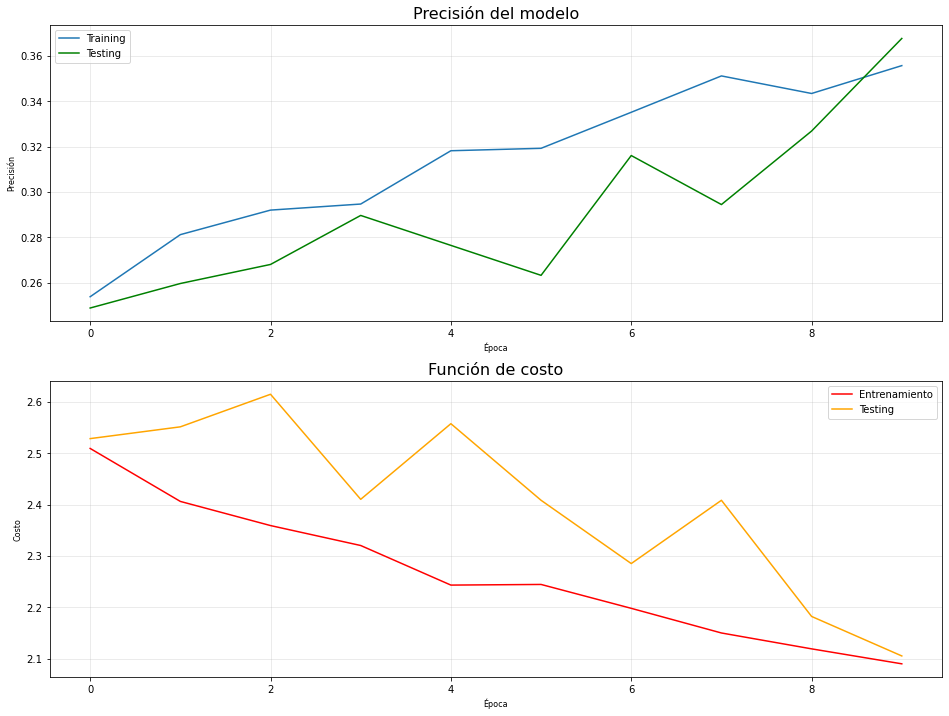 Precisión del modelo
Training
Testing
0.36
0.34
0.32
0.30
0.28
0.26
Precisión
0 2 4 6 8
Época
Función de costo
Entrenamiento
Testing
2.6
2.5
2.4
2.3
2.2
2.1
Costo
0 2 4 6 8
Época